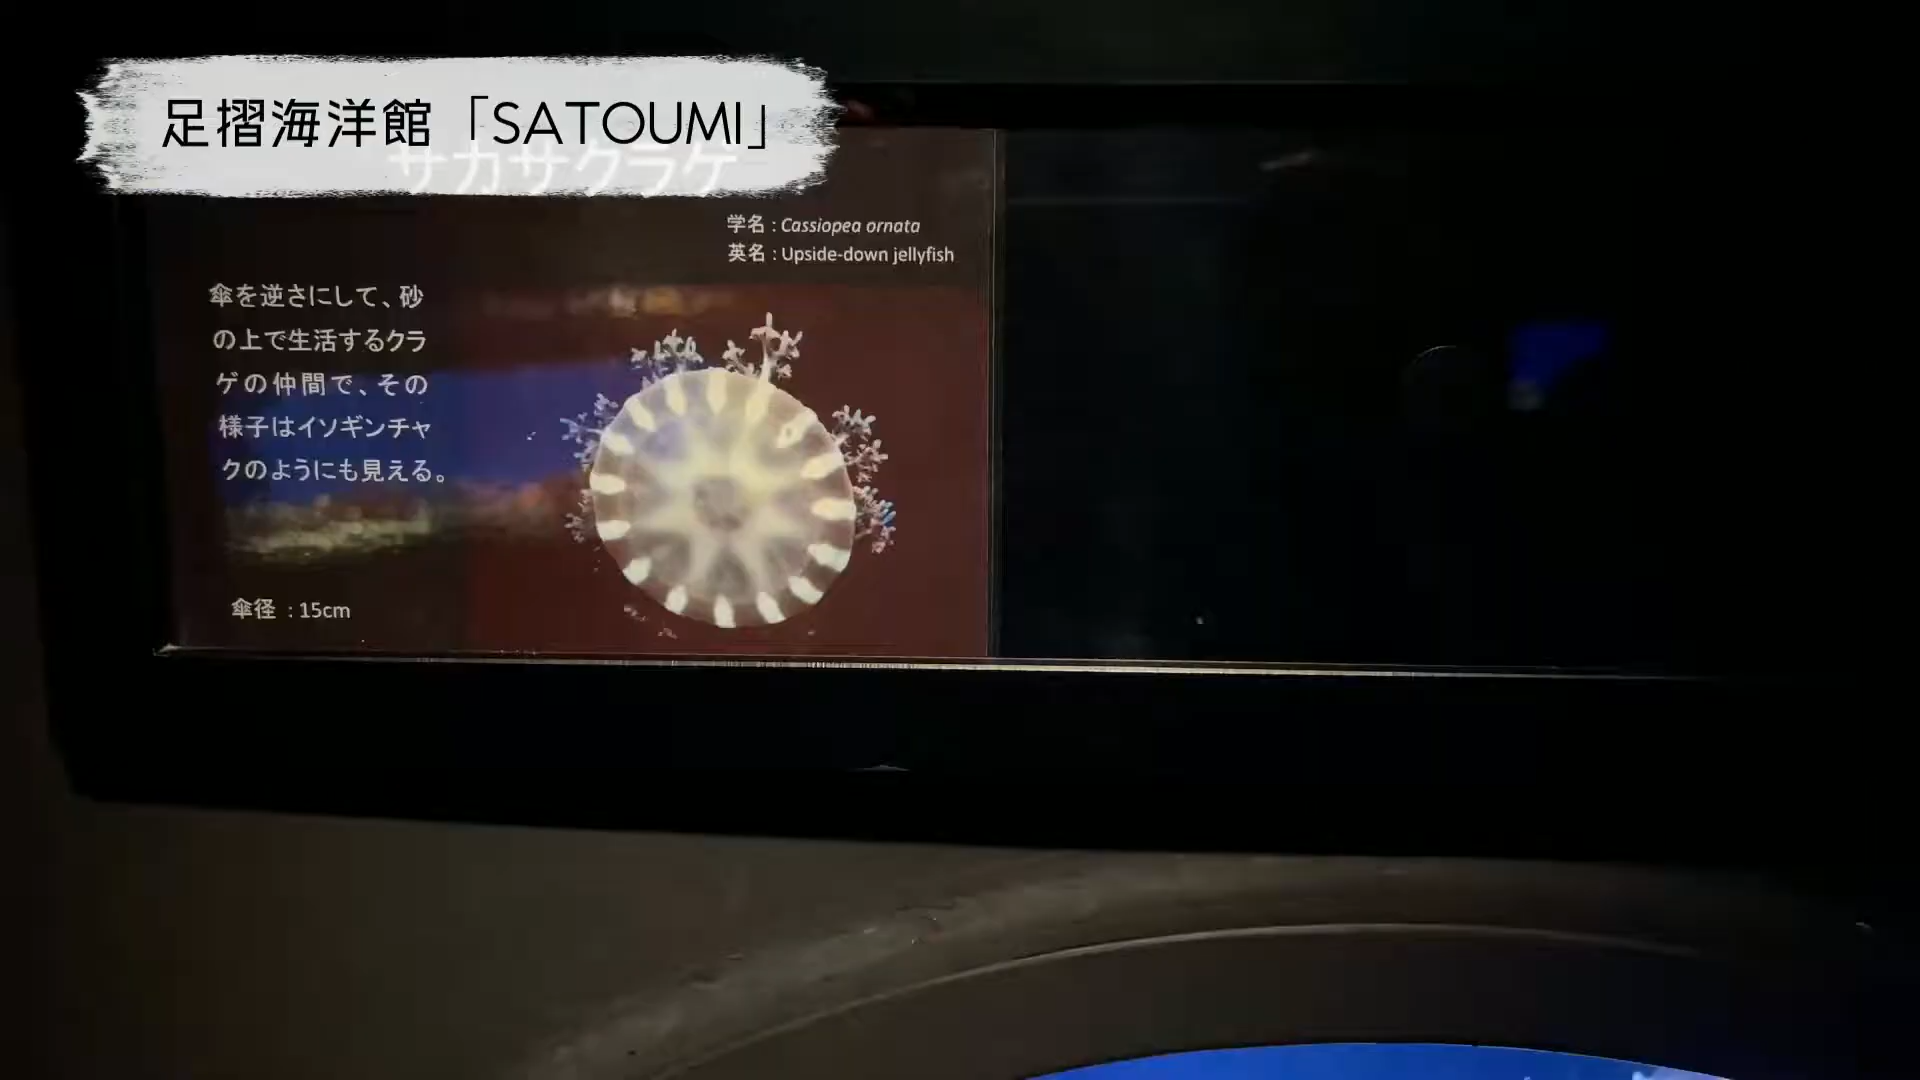 足摺海洋館「SATOUMI」
サカサクラゲ
学名 : Cassiopea ornata
英名 : Upside-down jellyfish
傘を逆さにして、砂
の上で生活するクラ
ゲの仲間で、その
様子はイソギンチャ
クのようにも見える。
傘径 : 15cm